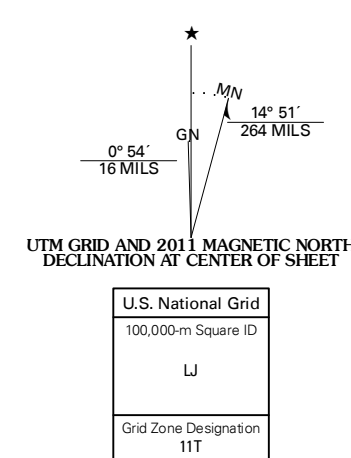 MN
GN
14° 51´
264 MILS
0° 54´
16 MILS
UTM GRID AND 2011 MAGNETIC NORTH
DECLINATION AT CENTER OF SHEET
U.S. National Grid
100,000-m Square ID
LJ
Grid Zone Designation
11T